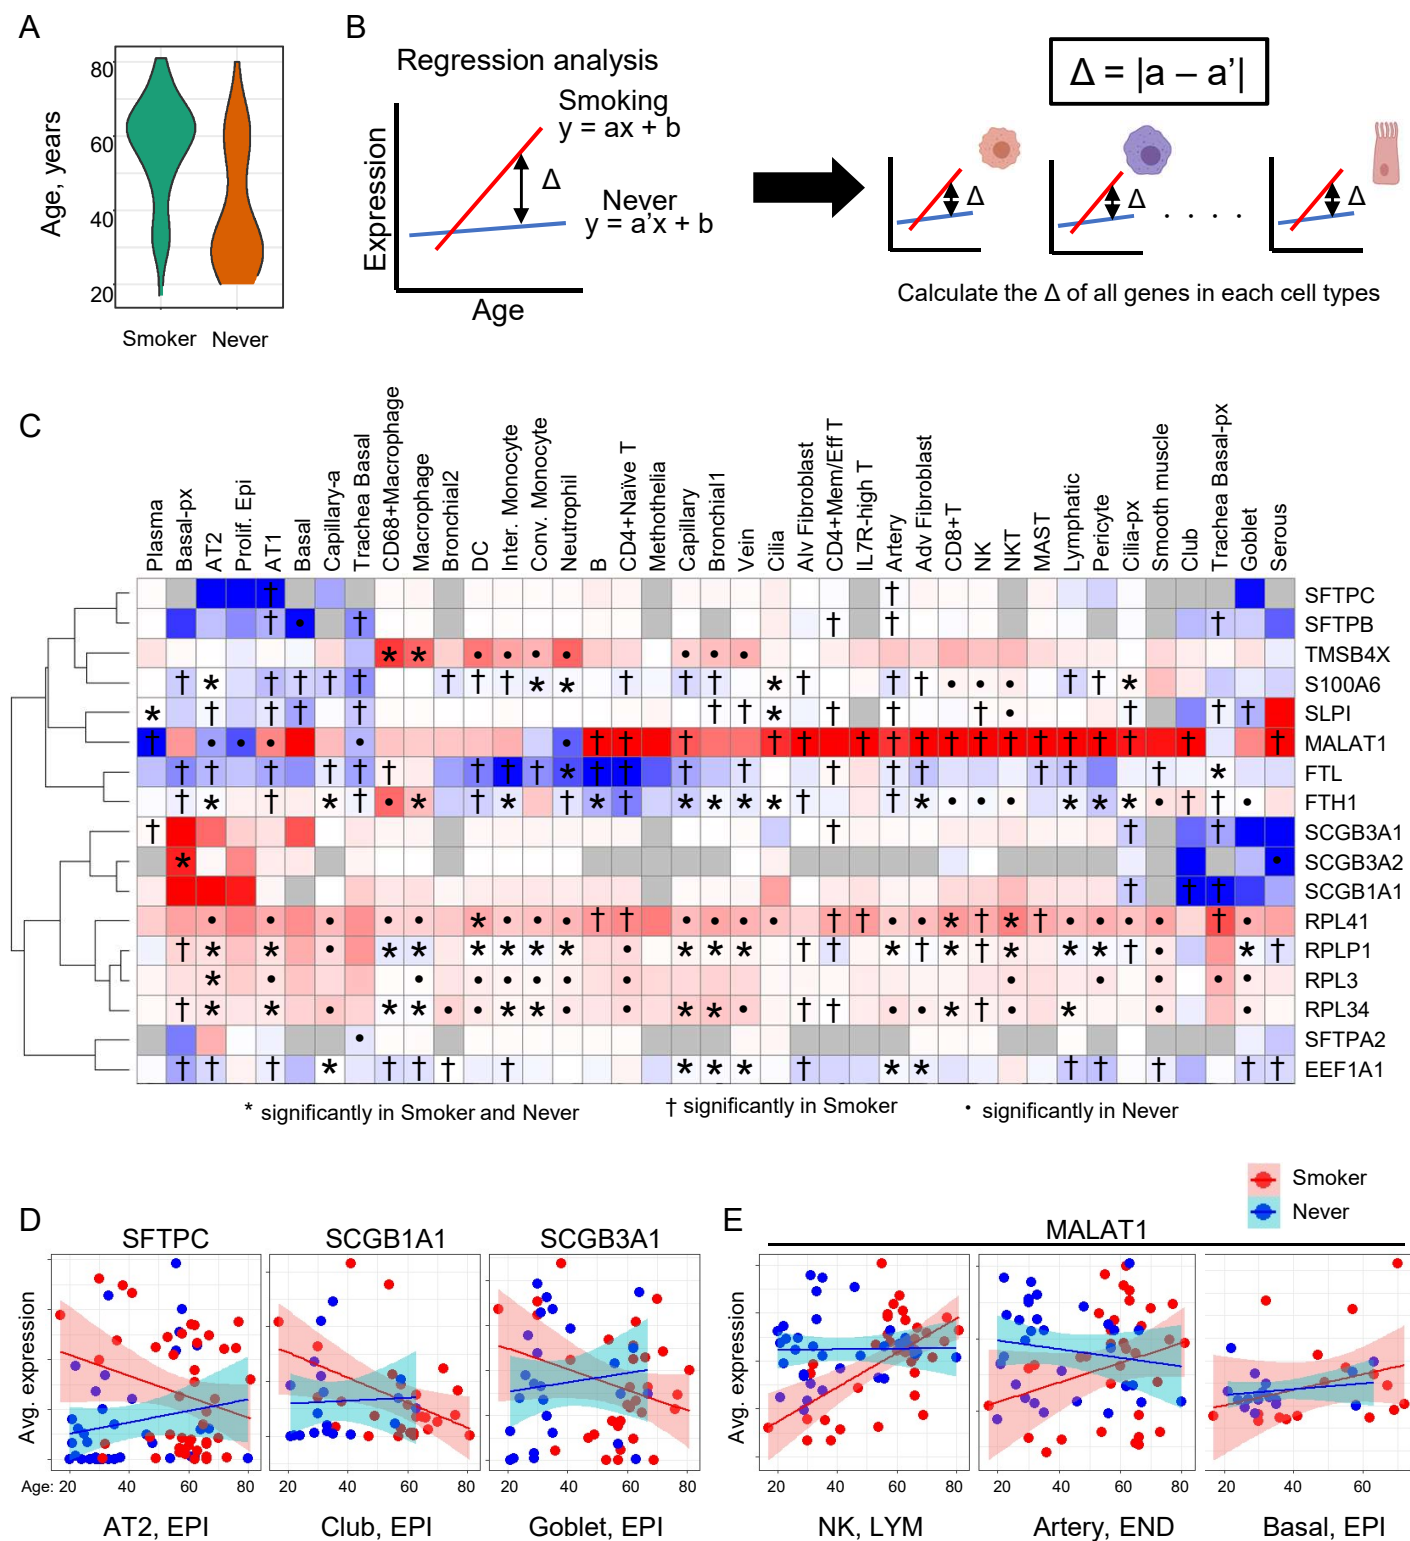 A
80
60
40
20
Age, years
Smoker
Never
B
Regression analysis
Smoking
y = ax + b
Δ
Never
y = a’x + b
Expression
Age
Δ = |a – a’|
Δ
Δ
. . . .
Δ
Calculate the Δ of all genes in each cell types
C
Plasma
Basal-px
AT2
Prolif. Epi
AT1
Basal
Capillary-a
Trachea Basal
CD68+Macrophage
Macrophage
Bronchial2
DC
Inter. Monocyte
Conv. Monocyte
Neutrophil
B
CD4+Naïve T
Methothelia
Capillary
Bronchial1
Vein
Cilia
Alv Fibroblast
CD4+Mem/Eff T
IL7R-high T
Artery
Adv Fibroblast
CD8+T
NK
NKT
MAST
Lymphatic
Pericyte
Cilia-px
Smooth muscle
Club
Trachea Basal-px
Goblet
Serous
SFTPC
SFTPB
TMSB4X
S100A6
SLPI
MALAT1
FTL
FTH1
SCGB3A1
SCGB3A2
SCGB1A1
RPL41
RPLP1
RPL3
RPL34
SFTPA2
EEF1A1
* significantly in Smoker and Never
† significantly in Smoker
• significantly in Never
Smoker
Never
D
SFTPC
SCGB1A1
SCGB3A1
Avg. expression
Age: 20 40 60 80
20 40 60 80
20 40 60 80
AT2, EPI
Club, EPI
Goblet, EPI
E
MALAT1
Avg. expression
20 40 60 80
20 40 60 80
20 40 60
NK, LYM
Artery, END
Basal, EPI